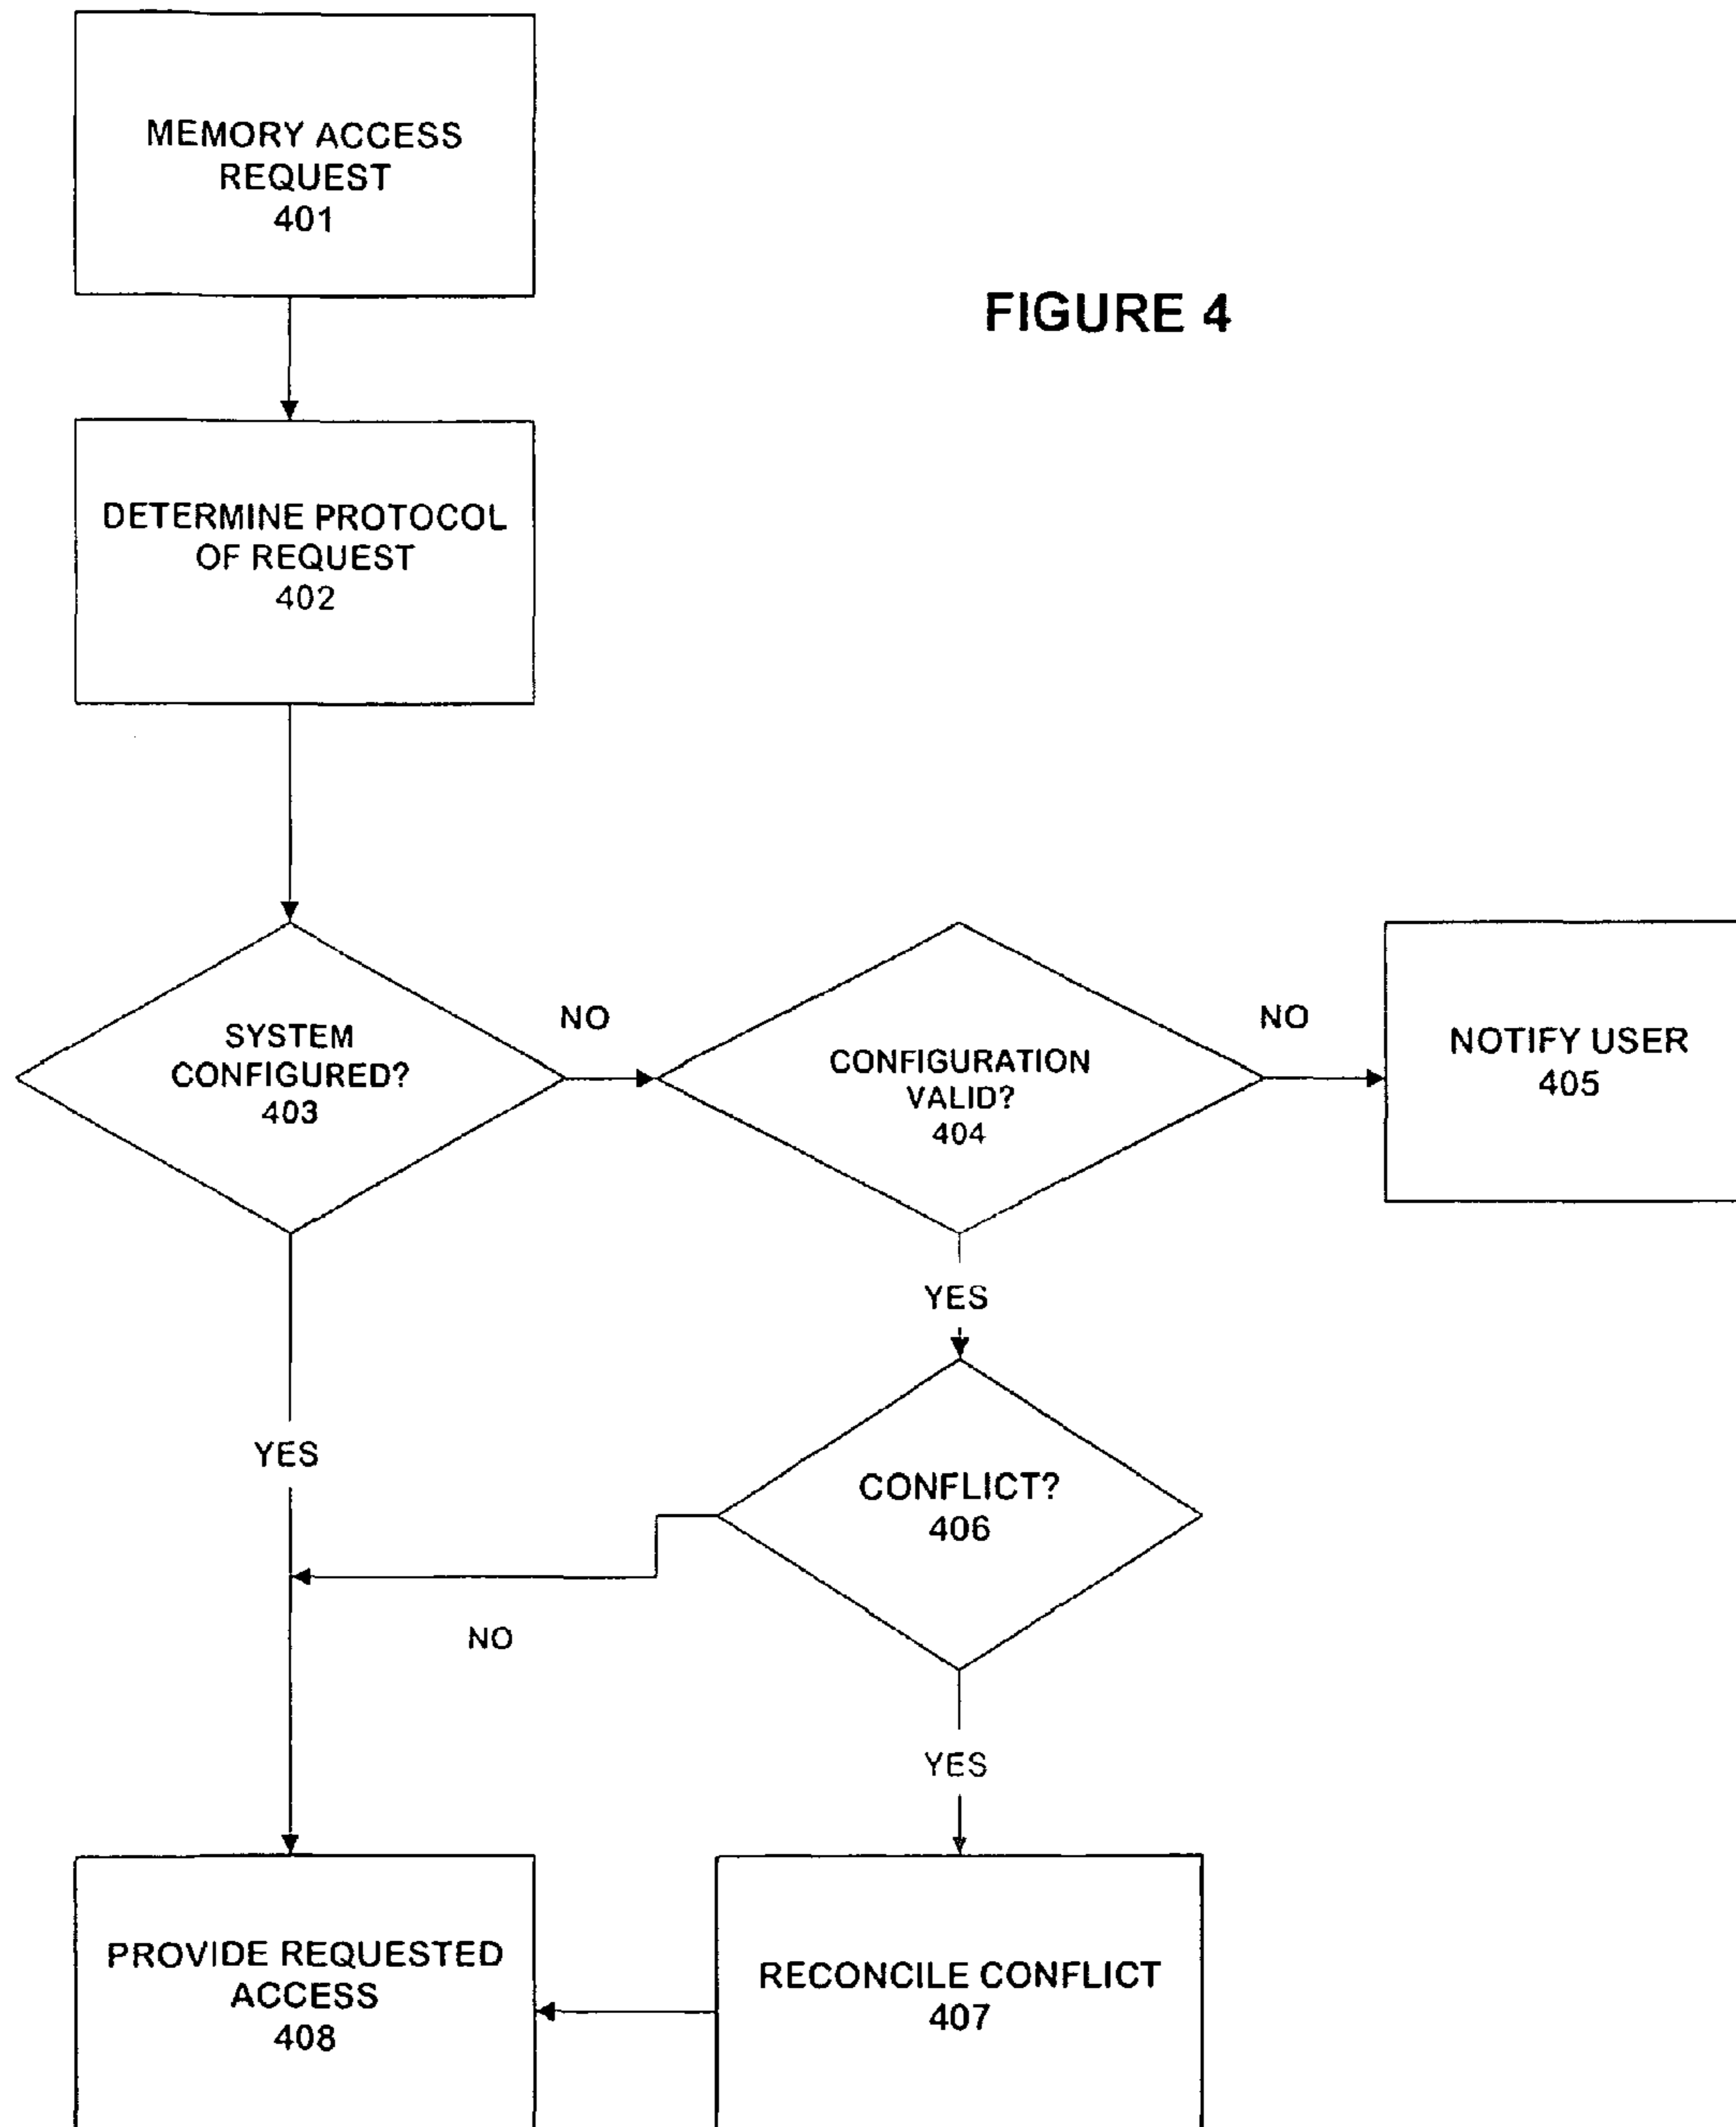 MEMORY ACCESS
REQUEST
401
FIGURE 4
DETERMINE PROTOCOL
OF REQUEST
402
SYSTEM
CONFIGURED?
403
NO
CONFIGURATION
VALID?
404
NO
NOTIFY USER
405
YES
YES
CONFLICT?
406
NO
YES
PROVIDE REQUESTED
ACCESS
408
RECONCILE CONFLICT
407